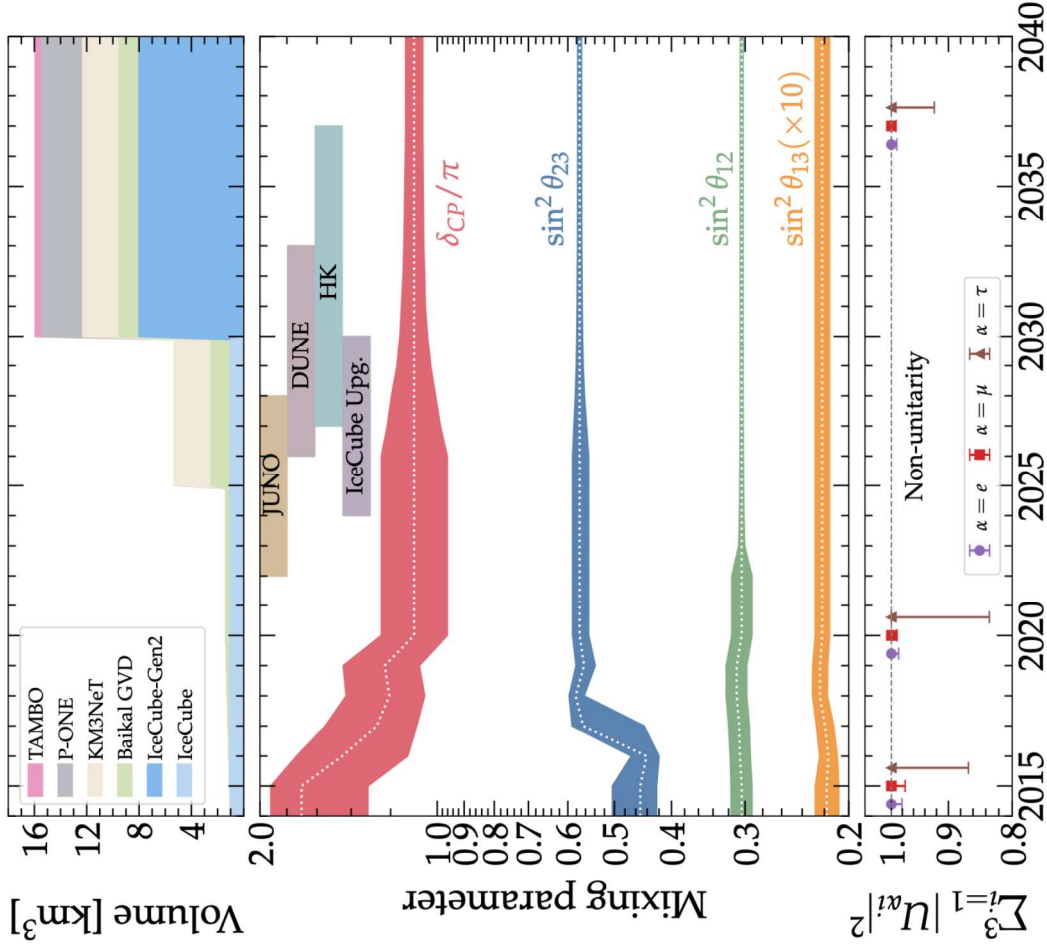 Volume [km³]
16
12
8
4
TAMBO
P-ONE
KM3NeT
Baikal GVD
IceCube-Gen2
IceCube
Mixing parameter
2.0
1.0
0.9
0.8
0.7
0.6
0.5
0.4
0.3
0.2
JUNO
DUNE
HK
IceCube Upg.
δ_CP/π
sin² θ₂₃
sin² θ₁₂
sin² θ₁₃(×10)
Σ³ᵢ₌₁|U_αi|²
1.0
0.9
0.8
Non-unitarity
α = e α = μ α = τ
2015 2020 2025 2030 2035 2040